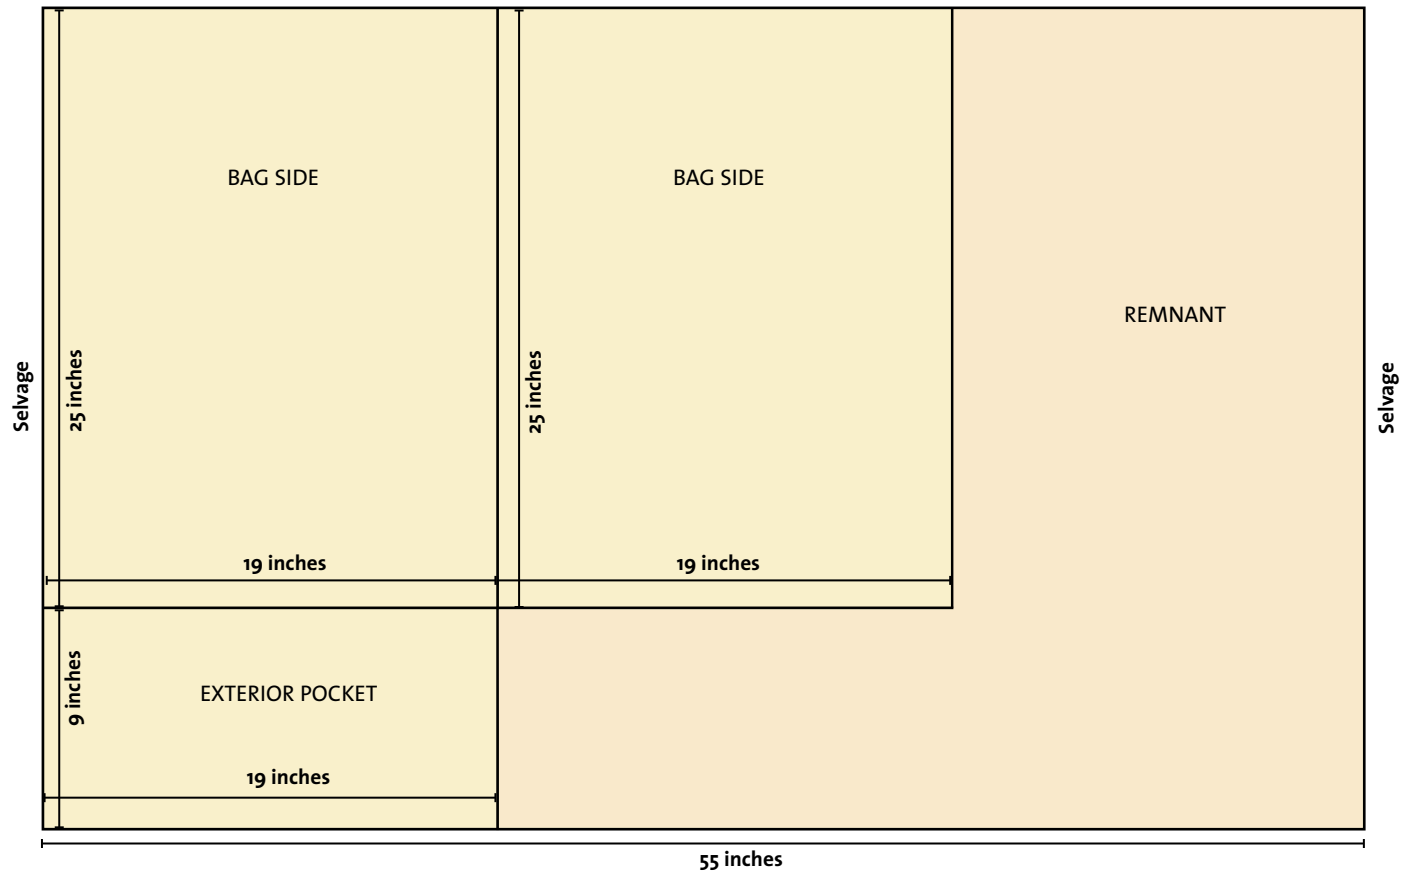 BAG SIDE
BAG SIDE
REMNANT
Selvage
25 inches
25 inches
Selvage
19 inches
19 inches
9 inches
EXTERIOR POCKET
19 inches
55 inches